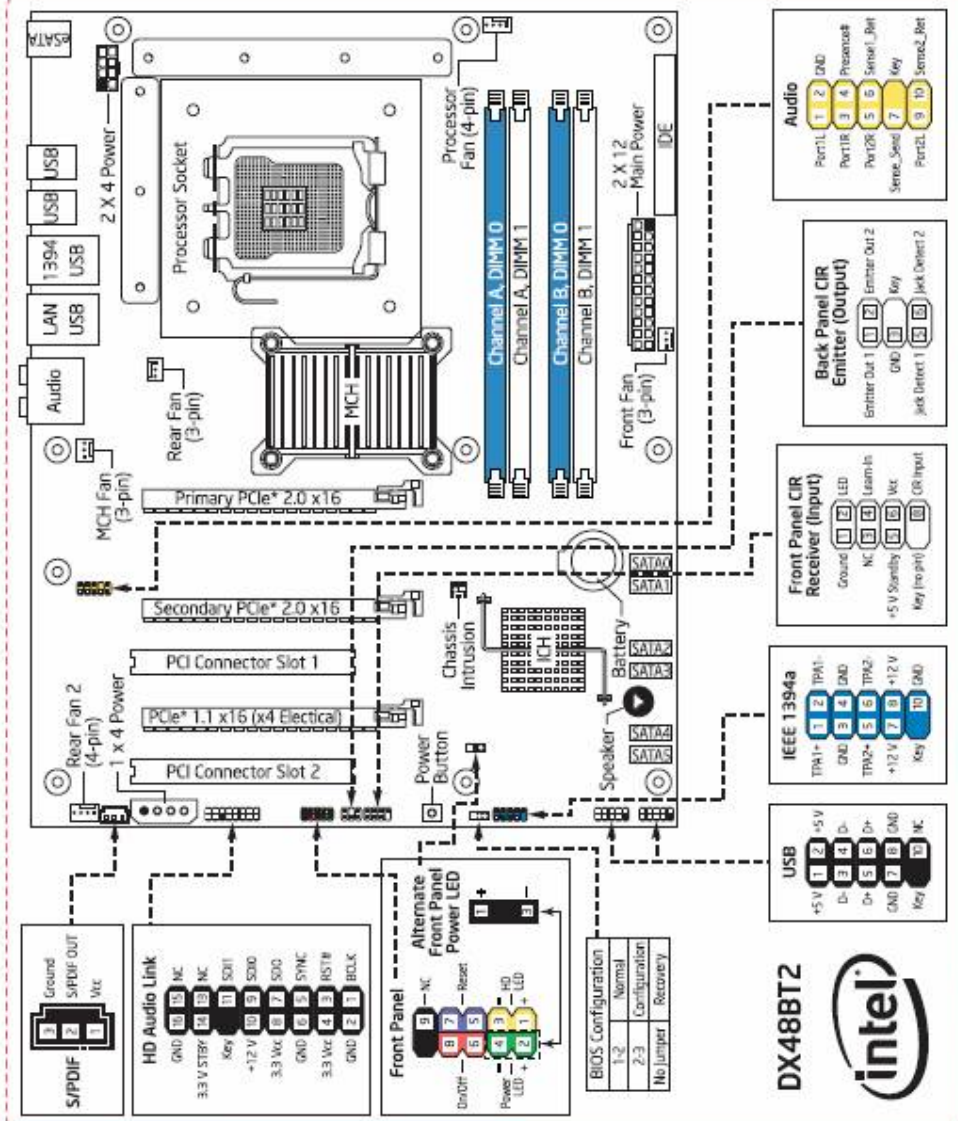 eSATA
USB
USB
1394
USB
LAN
USB
Audio
2 X 4 Power
Processor Socket
Processor
Fan (4-pin)
Rear Fan
(3-pin)
MCH
MCH Fan
(3-pin)
Channel A, DIMM 0
Channel A, DIMM 1
Channel B, DIMM 0
Channel B, DIMM 1
2 X 12
Main Power
IDE
Front Fan
(3-pin)
Primary PCIe* 2.0 x16
Secondary PCIe* 2.0 x16
PCI Connector Slot 1
PCIe* 1.1 x16 (x4 Electical)
PCI Connector Slot 2
Rear Fan 2
(4-pin)
1 x 4 Power
Chassis
Intrusion
ICH
Battery
Speaker
Power
Button
SATA0
SATA1
SATA2
SATA3
SATA4
SATA5
S/PDIF
3 Ground
2 S/PDIF OUT
1 Vcc
HD Audio Link
GND 16 15 NC
3.3 V STBY 14 13 NC
Key 11 SDI1
+12 V 10 9 SDI0
3.3 Vcc 8 7 SDO
GND 6 5 SYNC
3.3 Vcc 4 3 RST#
GND 2 1 BCLK
Front Panel
9 NC
On/Off 8 7 Reset
6 5
Power LED - 4 3 - HD LED
+ 2 1 +
Alternate
Front Panel
Power LED
1 +
3 -
BIOS Configuration
1-2 Normal
2-3 Configuration
No Jumper Recovery
USB
+5 V 1 2 +5 V
D- 3 4 D-
D+ 5 6 D+
GND 7 8 GND
Key 10 NC
IEEE 1394a
TPA1+ 1 2 TPA1-
GND 3 4 GND
TPA2+ 5 6 TPA2-
+12 V 7 8 +12 V
Key 10 GND
Front Panel CIR
Receiver (Input)
Ground 1 2 LED
NC 3 4 Learn-In
+5 V Standby 5 6 Vcc
Key (no pin) 8 CIR Input
Back Panel CIR
Emitter (Output)
Emitter Out 1 1 2 Emitter Out 2
GND 3 Key
Jack Detect 1 5 6 Jack Detect 2
Audio
Port1L 1 2 GND
Port1R 3 4 Presence#
Port2R 5 6 Sense1_Ret
Sense_Send 7 Key
Port2L 9 10 Sense2_Ret
DX48BT2
intel